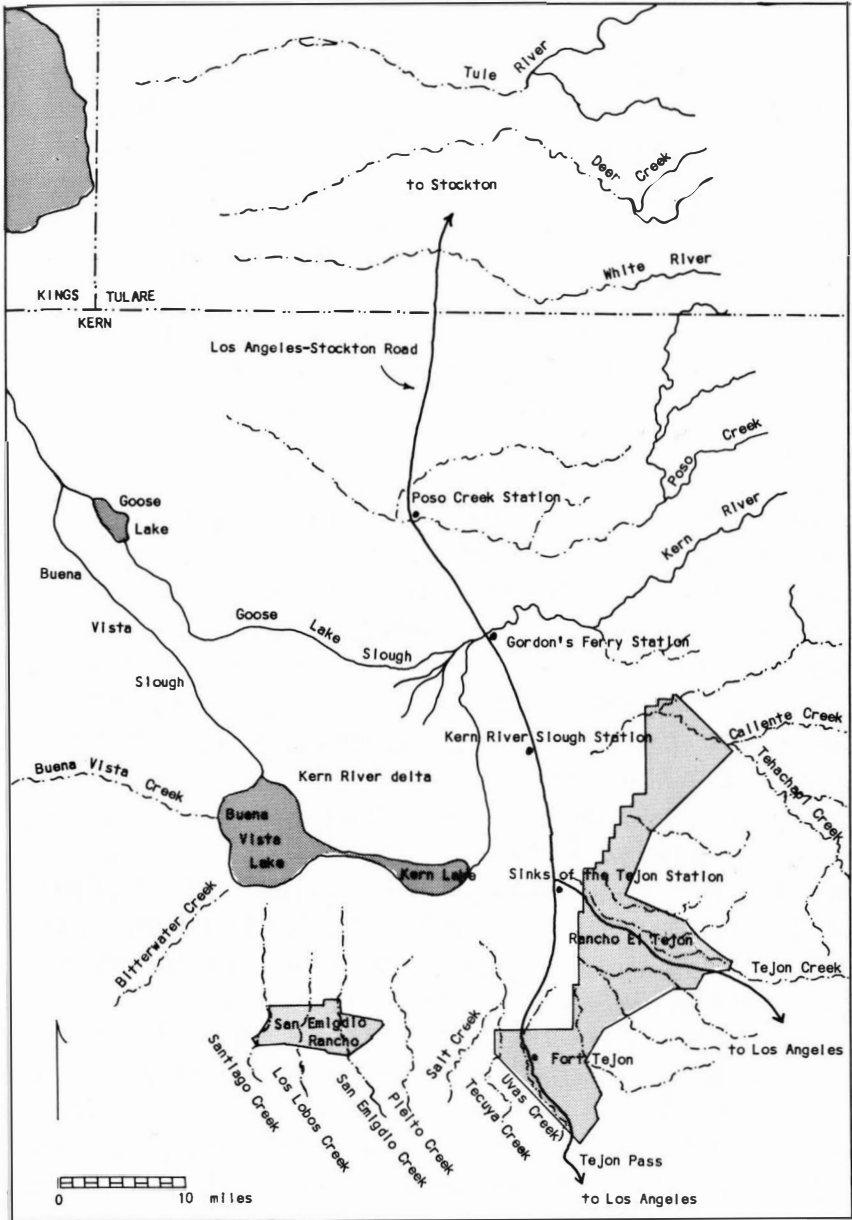 Tule River
Deer Creek
to Stockton
White River
KINGS TULARE
KERN
Los Angeles-Stockton Road
Poso Creek
Poso Creek Station
Goose
Lake
Kern River
Buena
Vista
Slough
Goose Lake Slough
Gordon's Ferry Station
Caliente Creek
Kern River Slough Station
Tehachapi Creek
Buena Vista Creek
Kern River delta
Buena
Vista
Lake
Kern Lake
Sinks of the Tejon Station
Bitterwater Creek
Rancho El Tejon
Tejon Creek
San Emigdio
Rancho
Salt Creek
to Los Angeles
Fort Tejon
Santiago Creek
Los Lobos Creek
San Emigdio Creek
Pleito Creek
Tecuya Creek
Uvas Creek)
Tejon Pass
0 10 miles
to Los Angeles